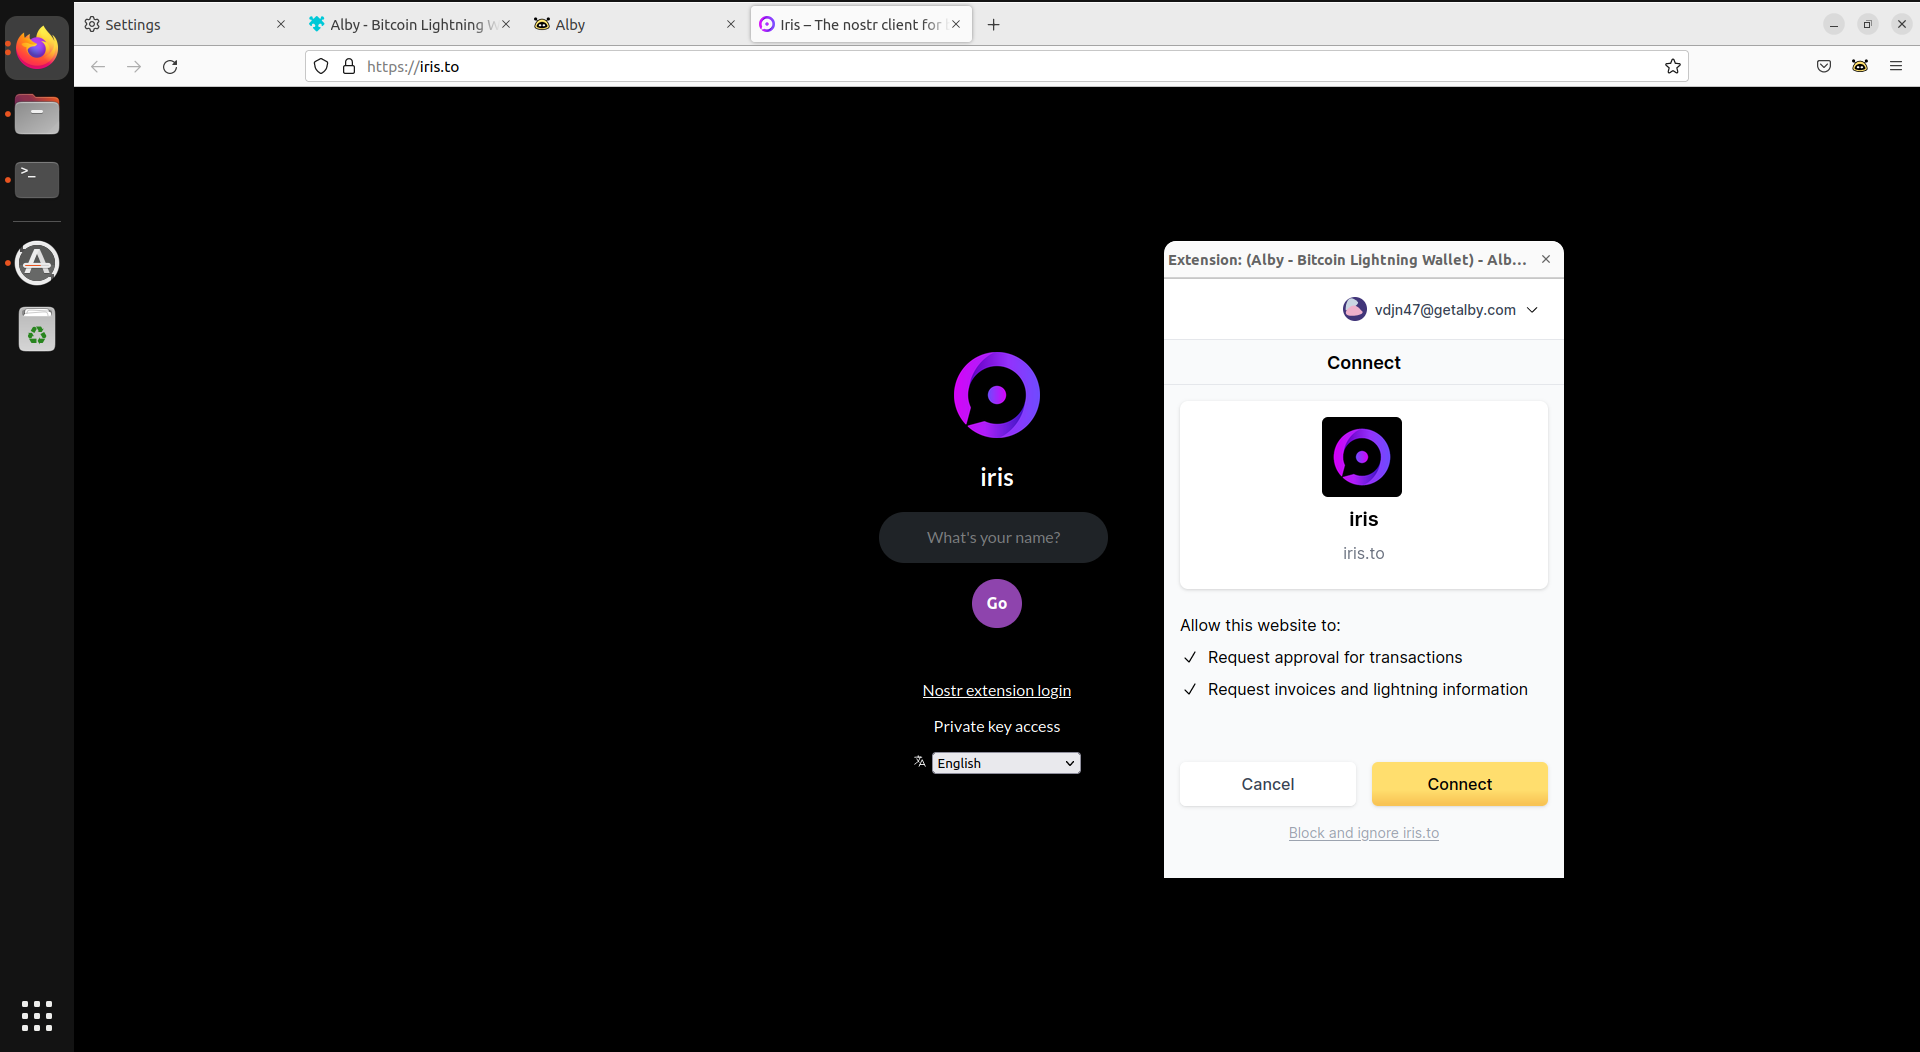 Settings
Alby - Bitcoin Lightning W
Alby
Iris – The nostr client for
https://iris.to
>_
iris
What's your name?
Go
Nostr extension login
Private key access
English
Extension: (Alby - Bitcoin Lightning Wallet) - Alb...
vdjn47@getalby.com
Connect
iris
iris.to
Allow this website to:
Request approval for transactions
Request invoices and lightning information
Cancel
Connect
Block and ignore iris.to